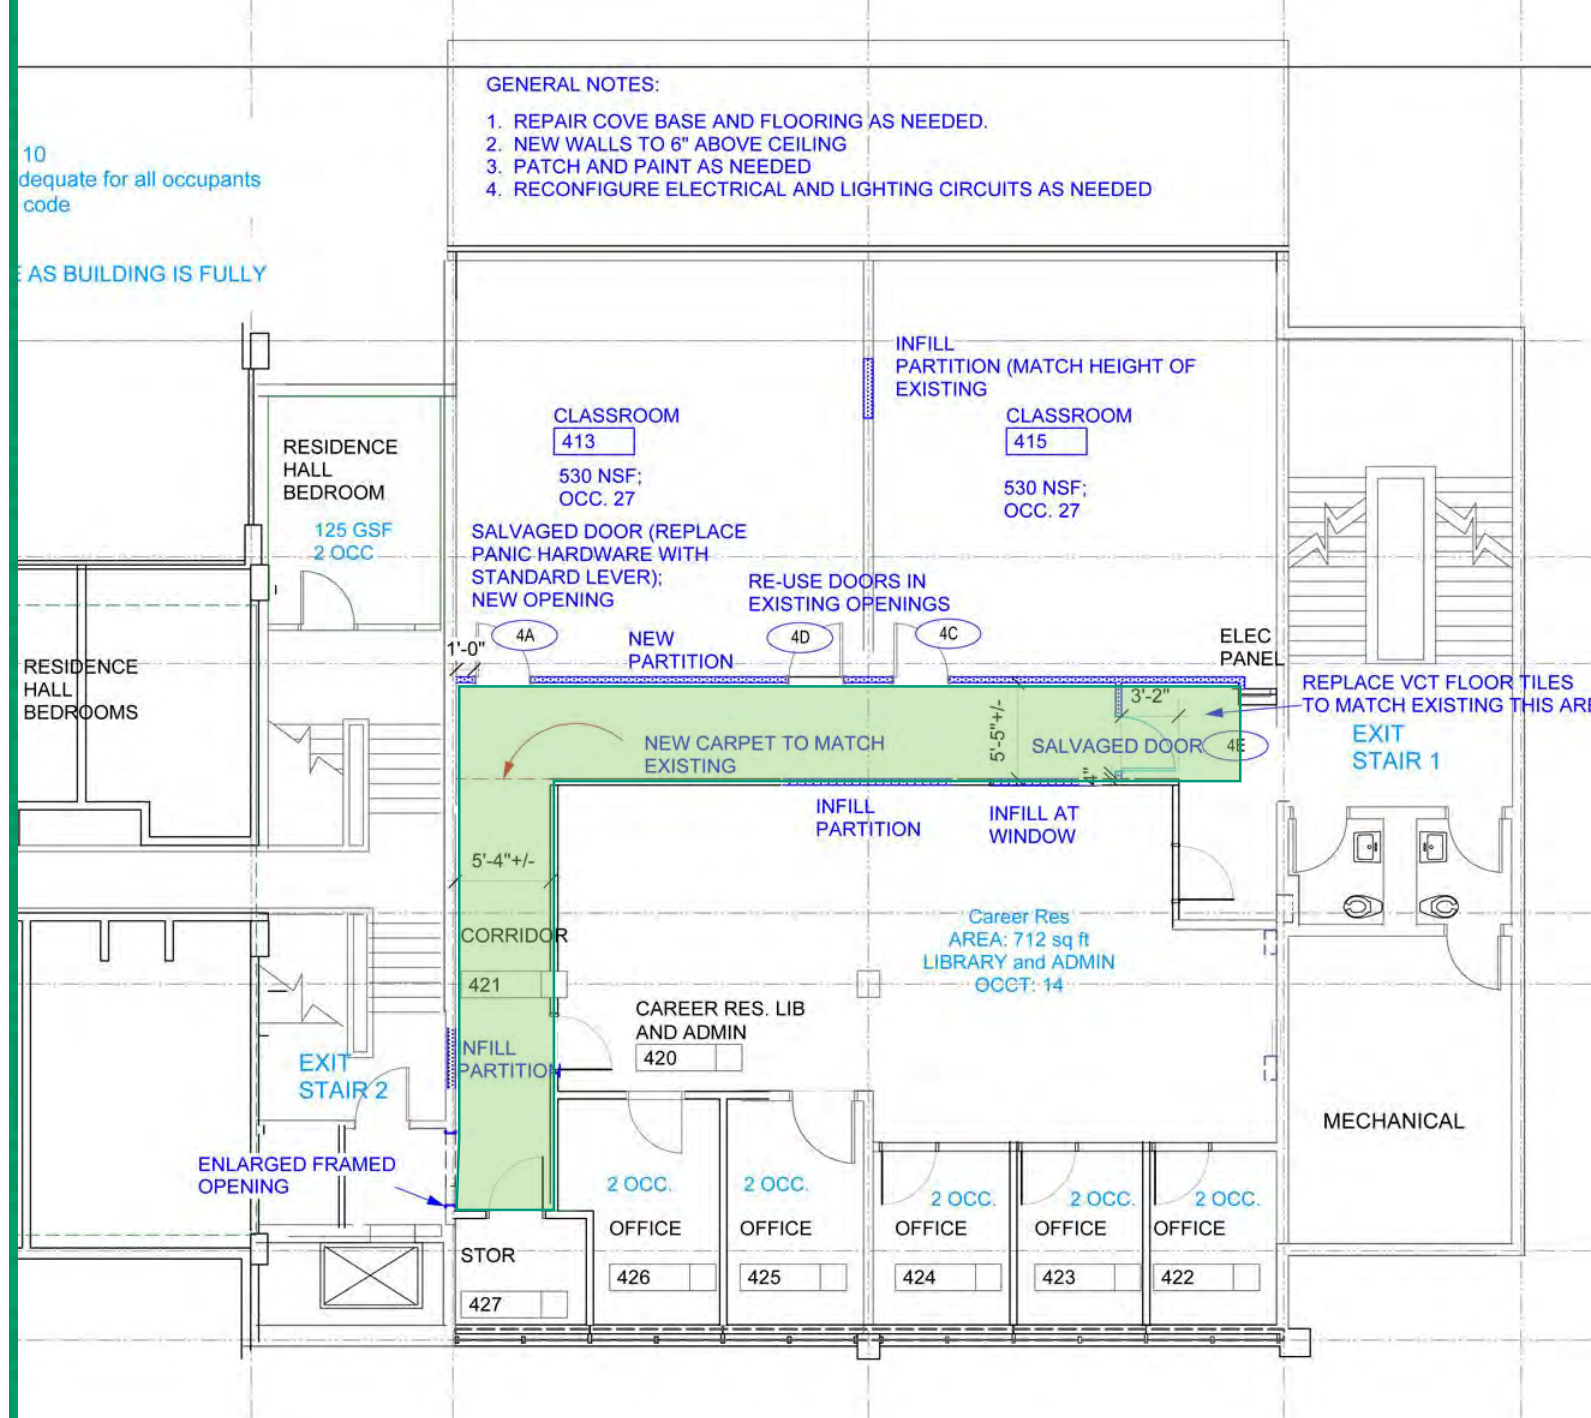 GENERAL NOTES:
1. REPAIR COVE BASE AND FLOORING AS NEEDED.
2. NEW WALLS TO 6" ABOVE CEILING
3. PATCH AND PAINT AS NEEDED
4. RECONFIGURE ELECTRICAL AND LIGHTING CIRCUITS AS NEEDED
10
dequate for all occupants
code
AS BUILDING IS FULLY
INFILL
PARTITION (MATCH HEIGHT OF
EXISTING
CLASSROOM
413
530 NSF;
OCC. 27
CLASSROOM
415
530 NSF;
OCC. 27
RESIDENCE
HALL
BEDROOM
125 GSF
2 OCC
SALVAGED DOOR (REPLACE
PANIC HARDWARE WITH
STANDARD LEVER);
NEW OPENING
RE-USE DOORS IN
EXISTING OPENINGS
4A
4D
4C
1'-0"
NEW
PARTITION
ELEC
PANEL
RESIDENCE
HALL
BEDROOMS
REPLACE VCT FLOOR TILES
TO MATCH EXISTING THIS ARE
3'-2"
5'-5"+/-
NEW CARPET TO MATCH
EXISTING
SALVAGED DOOR
4E
4"
EXIT
STAIR 1
INFILL
PARTITION
INFILL AT
WINDOW
5'-4"+/-
CORRIDOR
421
Career Res
AREA: 712 sq ft
LIBRARY and ADMIN
OCCT: 14
CAREER RES. LIB
AND ADMIN
420
NFILL
PARTITION
EXIT
STAIR 2
MECHANICAL
ENLARGED FRAMED
OPENING
2 OCC.
2 OCC.
2 OCC.
2 OCC.
2 OCC.
OFFICE
OFFICE
OFFICE
OFFICE
OFFICE
STOR
426
425
424
423
422
427